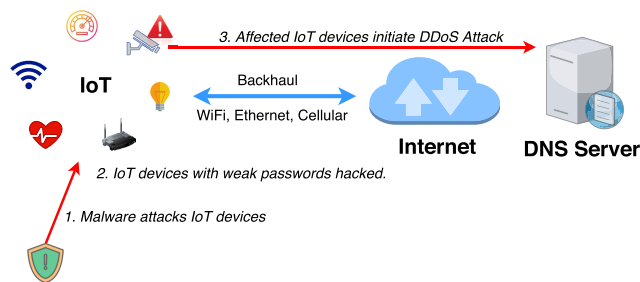 3. Affected IoT devices initiate DDoS Attack
IoT
Backhaul
WiFi, Ethernet, Cellular
Internet
DNS Server
2. IoT devices with weak passwords hacked.
1. Malware attacks IoT devices